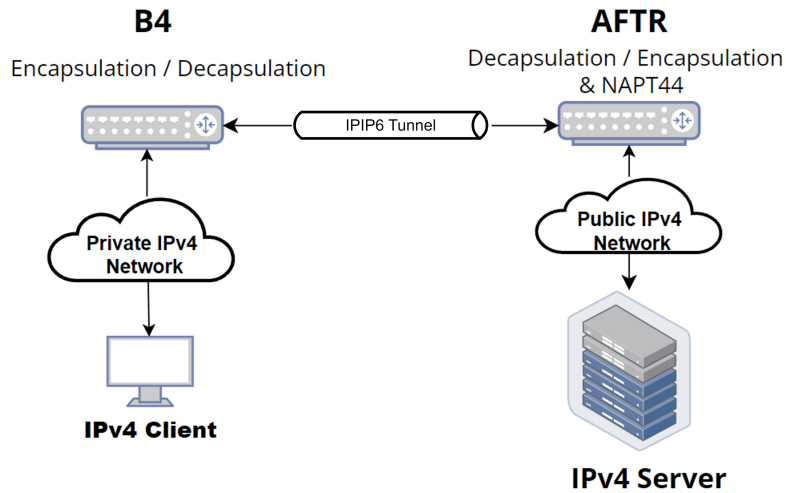 B4
Encapsulation / Decapsulation
AFTR
Decapsulation / Encapsulation
& NAPT44
IPIP6 Tunnel
Private IPv4
Network
Public IPv4
Network
IPv4 Client
IPv4 Server